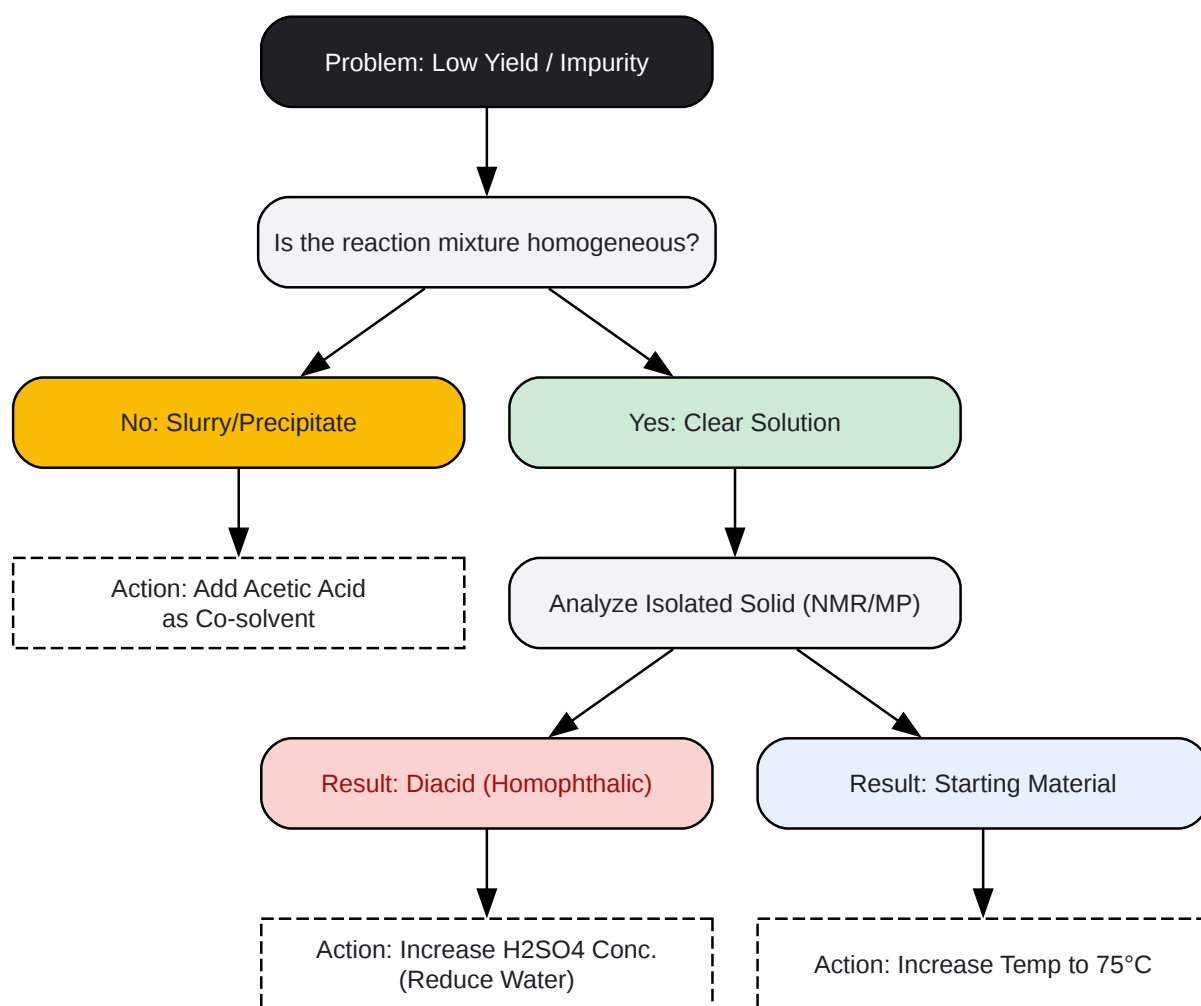 Problem: Low Yield / Impurity
Is the reaction mixture homogeneous?
No: Slurry/Precipitate
Yes: Clear Solution
Action: Add Acetic Acid
as Co-solvent
Analyze Isolated Solid (NMR/MP)
Result: Diacid (Homophthalic)
Result: Starting Material
Action: Increase H2SO4 Conc.
(Reduce Water)
Action: Increase Temp to 75°C